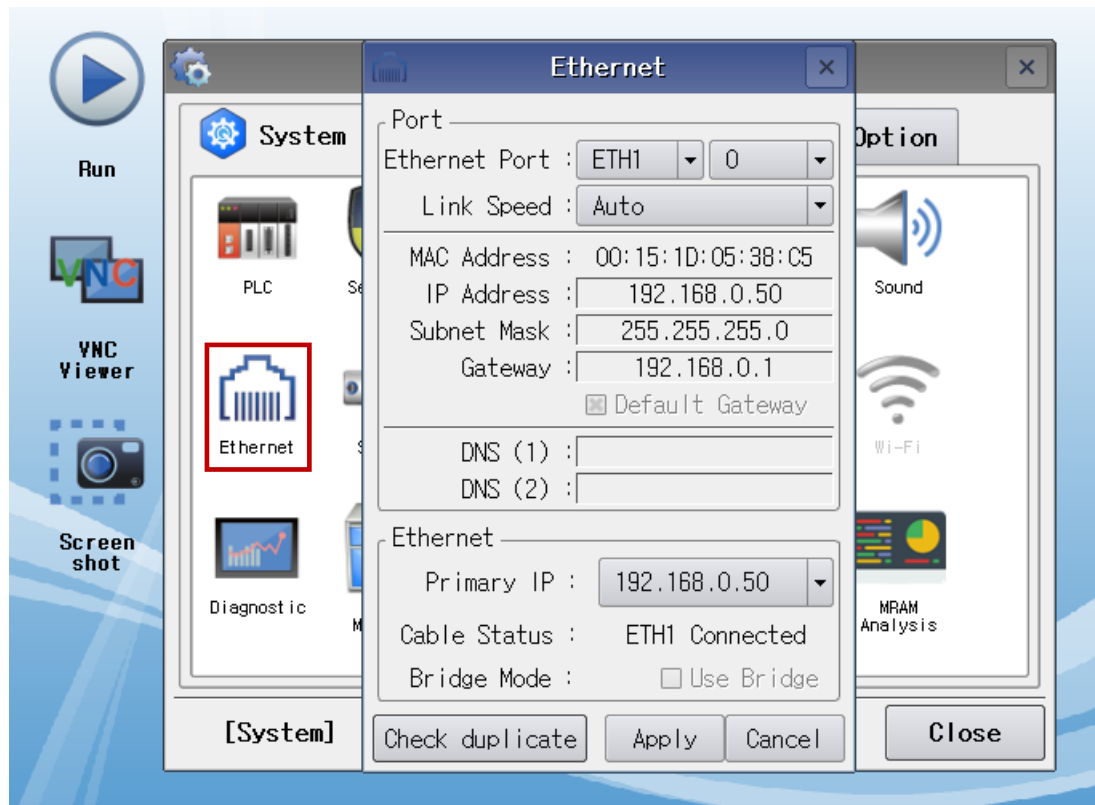 Run
VNC
VNC
Viewer
Screen
shot
System
Option
PLC
Se
Sound
Ethernet
S
Wi-Fi
Diagnostic
M
MRAM
Analysis
[System]
Close
Ethernet
Port
Ethernet Port : ETH1 0
Link Speed : Auto
MAC Address : 00:15:1D:05:38:C5
IP Address : 192.168.0.50
Subnet Mask : 255.255.255.0
Gateway : 192.168.0.1
Default Gateway
DNS (1) :
DNS (2) :
Ethernet
Primary IP : 192.168.0.50
Cable Status : ETH1 Connected
Bridge Mode : Use Bridge
Check duplicate Apply Cancel